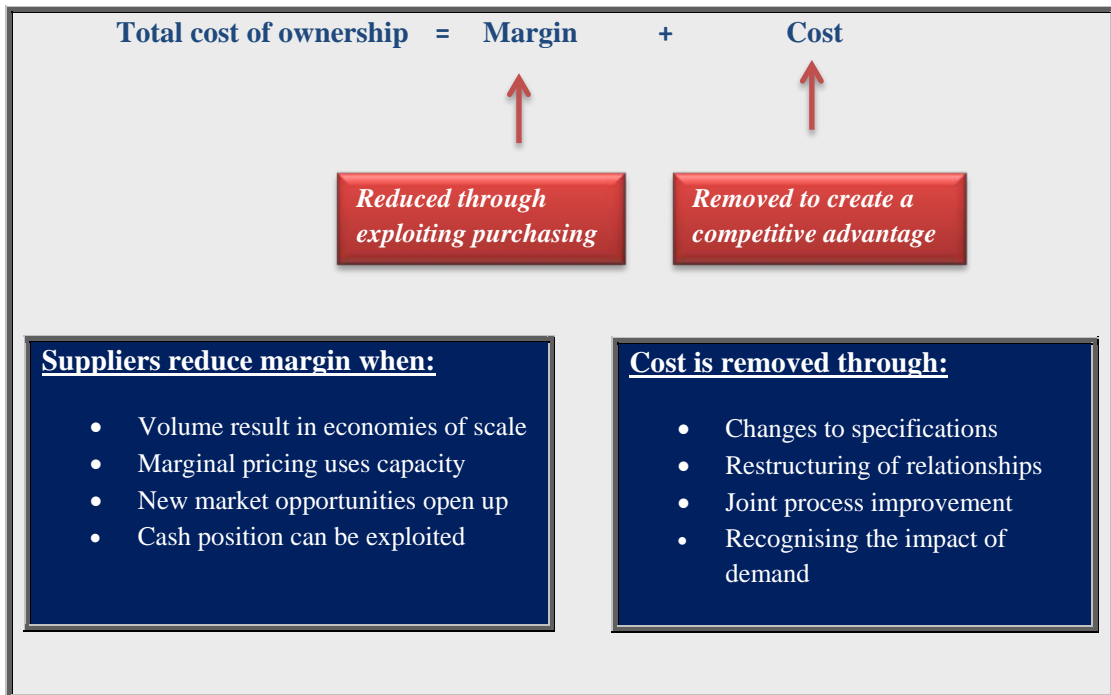 Total cost of ownership = Margin + Cost
Reduced through
exploiting purchasing
Removed to create a
competitive advantage
Suppliers reduce margin when:
• Volume result in economies of scale
• Marginal pricing uses capacity
• New market opportunities open up
• Cash position can be exploited
Cost is removed through:
• Changes to specifications
• Restructuring of relationships
• Joint process improvement
• Recognising the impact of
demand